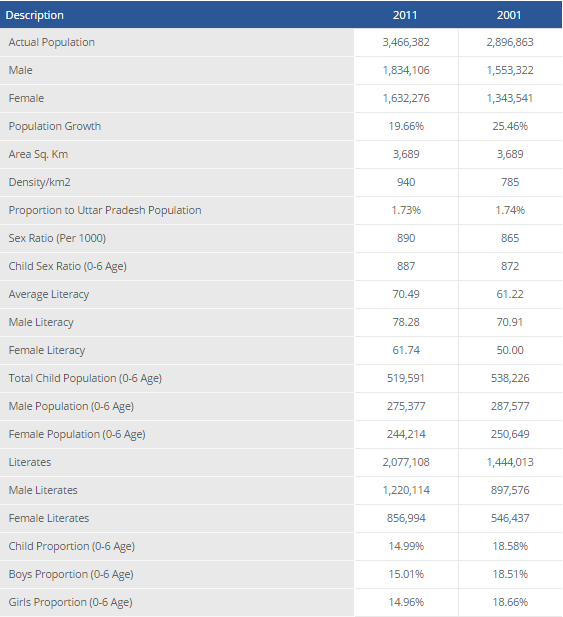 Description 2011 2001
Actual Population 3,466,382 2,896,863
Male 1,834,106 1,553,322
Female 1,632,276 1,343,541
Population Growth 19.66% 25.46%
Area Sq. Km 3,689 3,689
Density/km2 940 785
Proportion to Uttar Pradesh Population 1.73% 1.74%
Sex Ratio (Per 1000) 890 865
Child Sex Ratio (0-6 Age) 887 872
Average Literacy 70.49 61.22
Male Literacy 78.28 70.91
Female Literacy 61.74 50.00
Total Child Population (0-6 Age) 519,591 538,226
Male Population (0-6 Age) 275,377 287,577
Female Population (0-6 Age) 244,214 250,649
Literates 2,077,108 1,444,013
Male Literates 1,220,114 897,576
Female Literates 856,994 546,437
Child Proportion (0-6 Age) 14.99% 18.58%
Boys Proportion (0-6 Age) 15.01% 18.51%
Girls Proportion (0-6 Age) 14.96% 18.66%